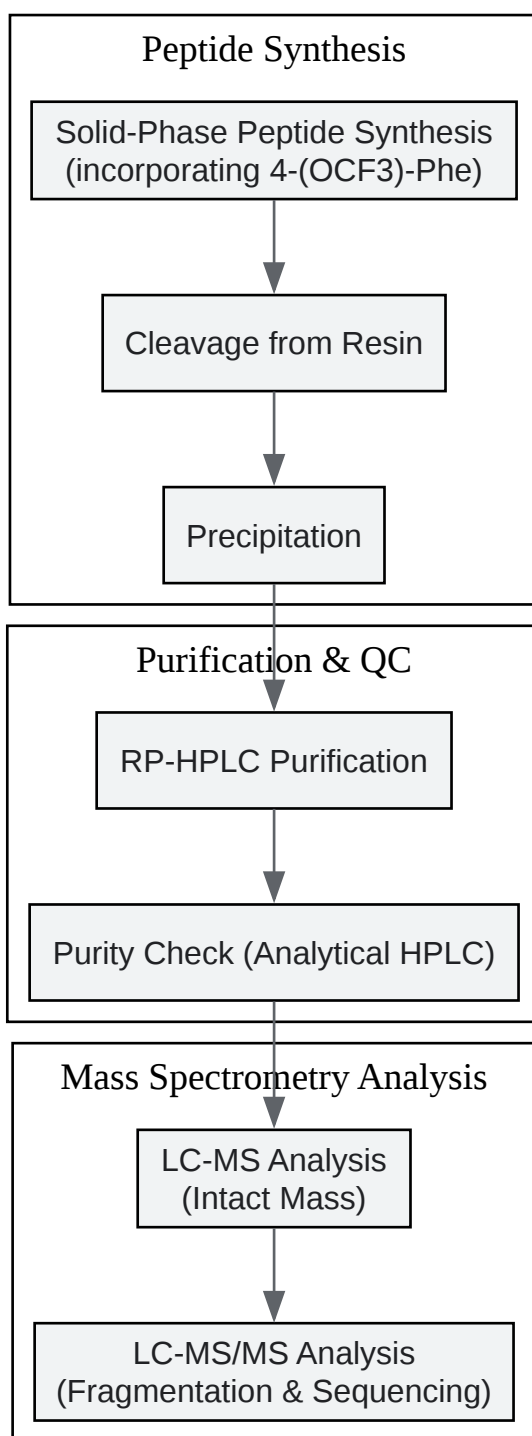 Peptide Synthesis
Solid-Phase Peptide Synthesis
(incorporating 4-(OCF3)-Phe)
Cleavage from Resin
Precipitation
Purification & QC
RP-HPLC Purification
Purity Check (Analytical HPLC)
Mass Spectrometry Analysis
LC-MS Analysis
(Intact Mass)
LC-MS/MS Analysis
(Fragmentation & Sequencing)